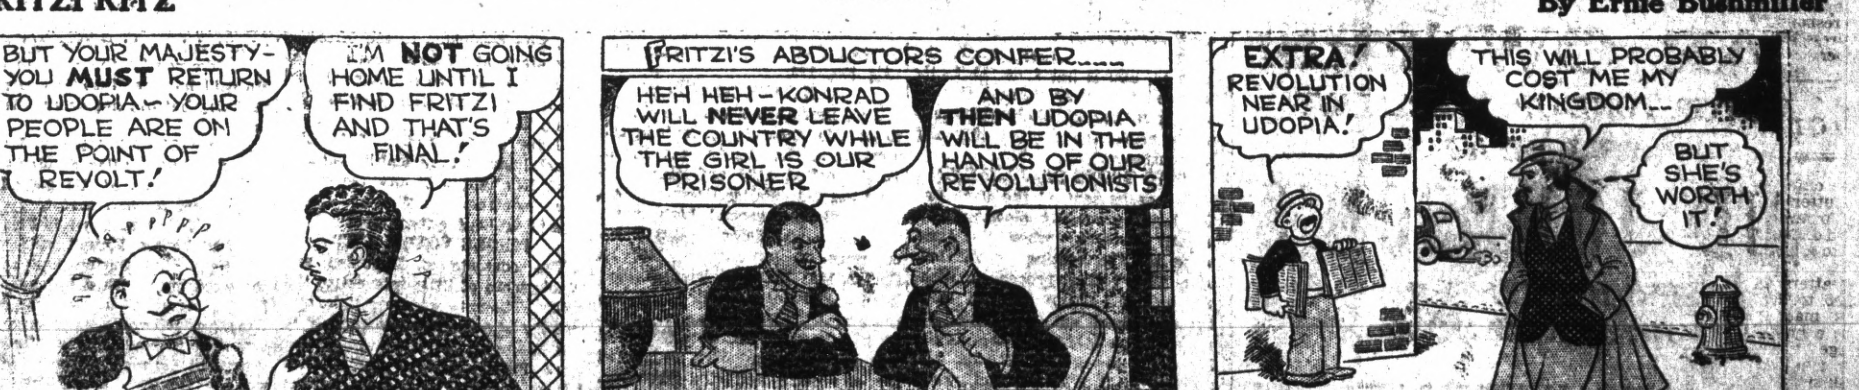 FRITZI RITZ
By Ernie Bushmiller
BUT YOUR MAJESTY-
YOU MUST RETURN
TO UDOPIA - YOUR
PEOPLE ARE ON
THE POINT OF
REVOLT!
I'M NOT GOING
HOME UNTIL I
FIND FRITZI
AND THAT'S
FINAL!
FRITZI'S ABDUCTORS CONFER----
HEH HEH - KONRAD
WILL NEVER LEAVE
THE COUNTRY WHILE
THE GIRL IS OUR
PRISONER
AND BY
THEN UDOPIA
WILL BE IN THE
HANDS OF OUR
REVOLUTIONISTS
EXTRA!
REVOLUTION
NEAR IN
UDOPIA!
THIS WILL PROBABLY
COST ME MY
KINGDOM--
BUT
SHE'S
WORTH
IT!